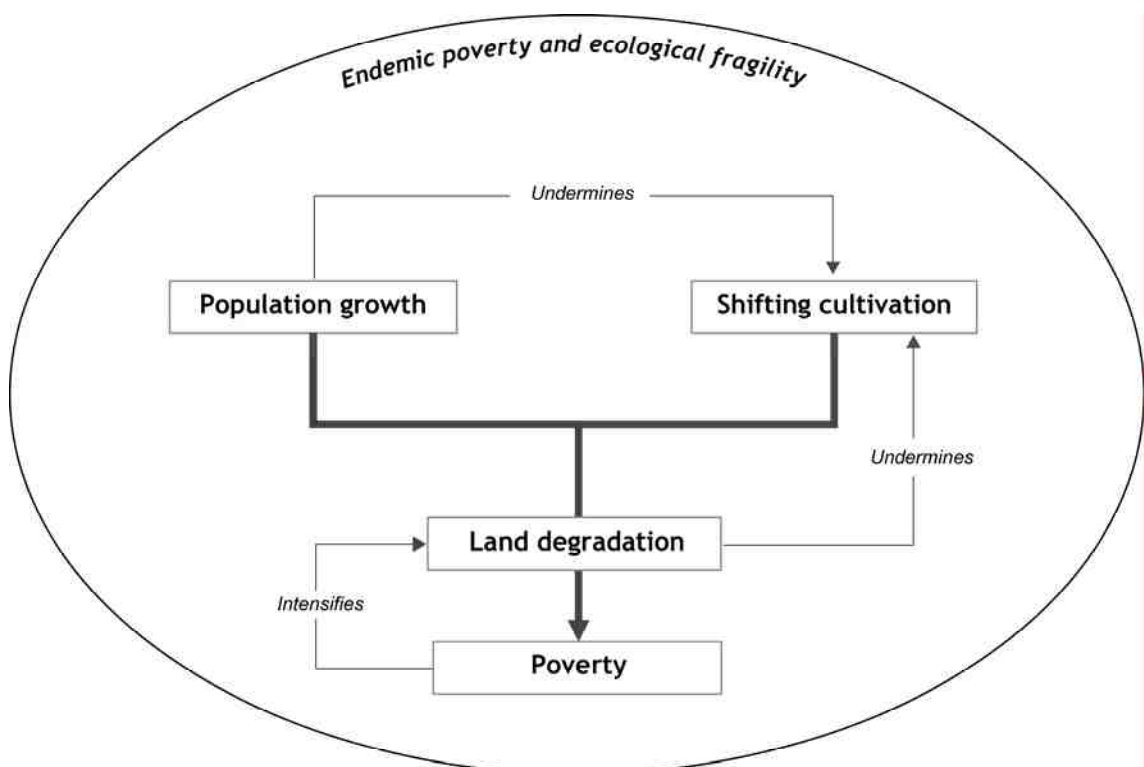 Endemic poverty and ecological fragility
Undermines
Population growth
Shifting cultivation
Undermines
Land degradation
Intensifies
Poverty